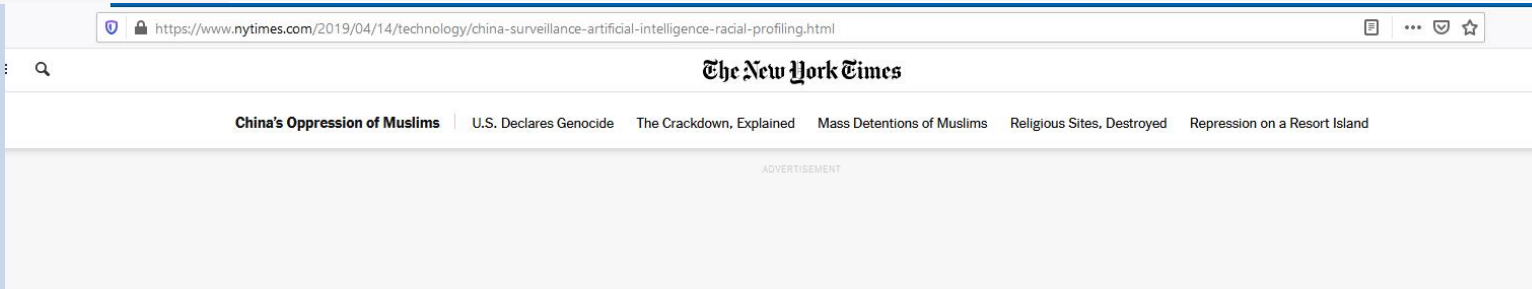 https://www.nytimes.com/2019/04/14/technology/china-surveillance-artificial-intelligence-racial-profiling.html
The New York Times
China's Oppression of Muslims U.S. Declares Genocide The Crackdown, Explained Mass Detentions of Muslims Religious Sites, Destroyed Repression on a Resort Island
ADVERTISEMENT